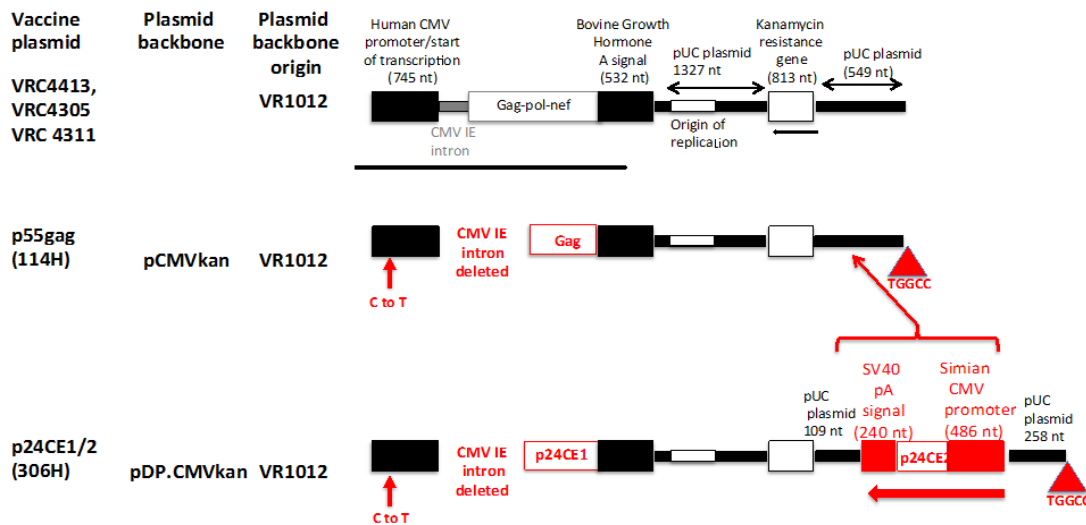 Vaccine
plasmid
Plasmid
backbone
Plasmid
backbone
origin
Human CMV
promoter/start
of transcription
(745 nt)
Bovine Growth
Hormone
A signal
(532 nt)
pUC plasmid
1327 nt
Kanamycin
resistance
gene
(813 nt)
pUC plasmid
(549 nt)
VRC4413,
VRC4305
VRC 4311
VR1012
Gag-pol-nef
CMV IE
intron
Origin of
replication
p55gag
(114H)
pCMVkan
VR1012
CMV IE
intron
deleted
Gag
C to T
TGGCC
SV40
pA
signal
(240 nt)
Simian
CMV
promoter
(486 nt)
pUC
plasmid
109 nt
pUC
plasmid
258 nt
p24CE1/2
(306H)
pDP.CMVkan
VR1012
CMV IE
intron
deleted
p24CE1
p24CE2
C to T
TGGCC